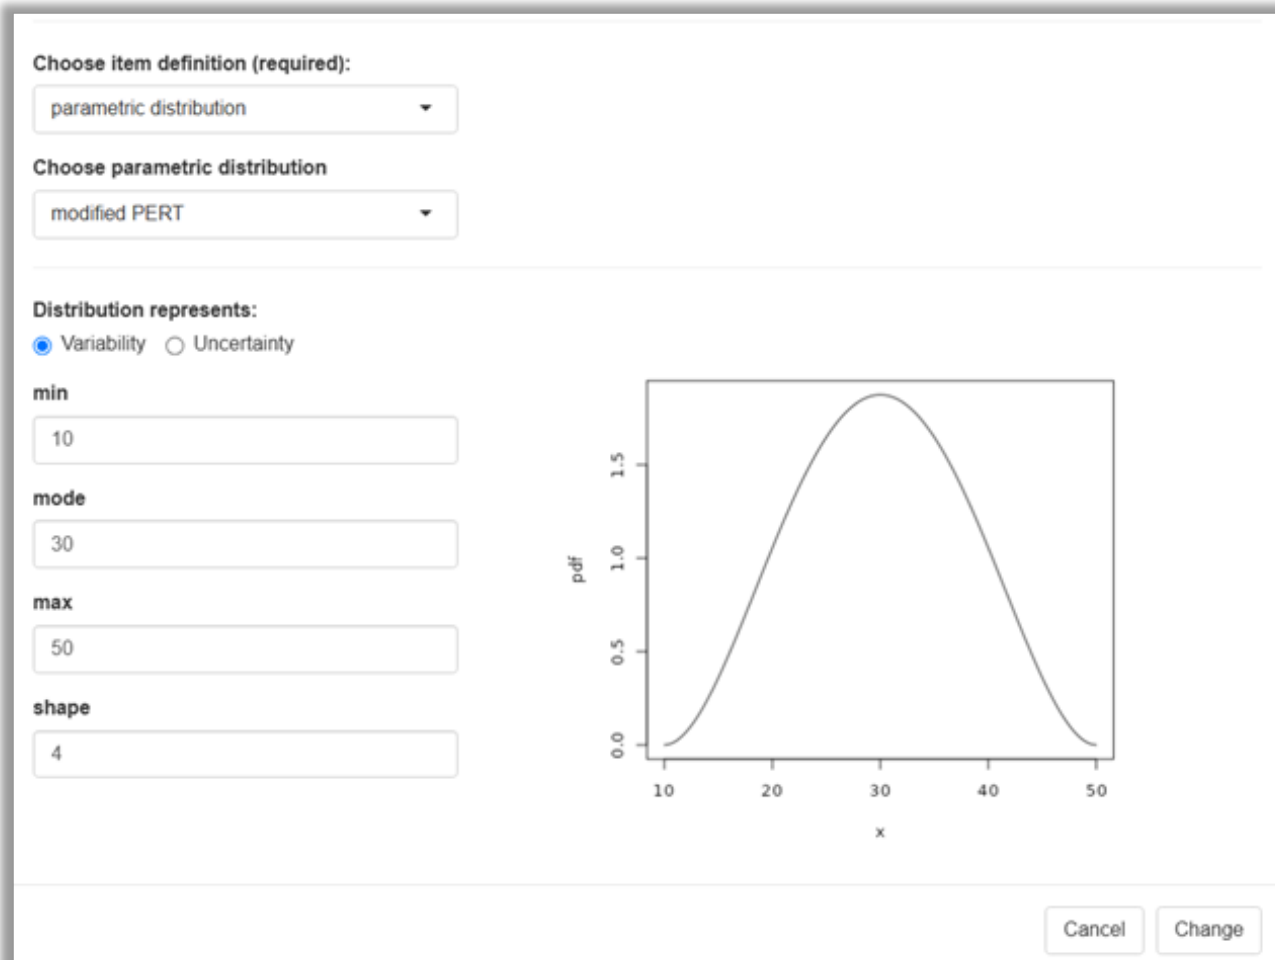 Choose item definition (required):
parametric distribution
Choose parametric distribution
modified PERT
Distribution represents:
Variability Uncertainty
min
10
mode
30
max
50
shape
4
pdf
1.5
1.0
0.5
0.0
10 20 30 40 50
x
Cancel Change